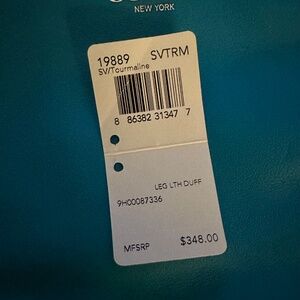 NEW YORK
19889 SVTRM
SV/Tourmaline
8 86382 31347 7
LEG LTH DUFF
9H00087336
MFSRP $348.00